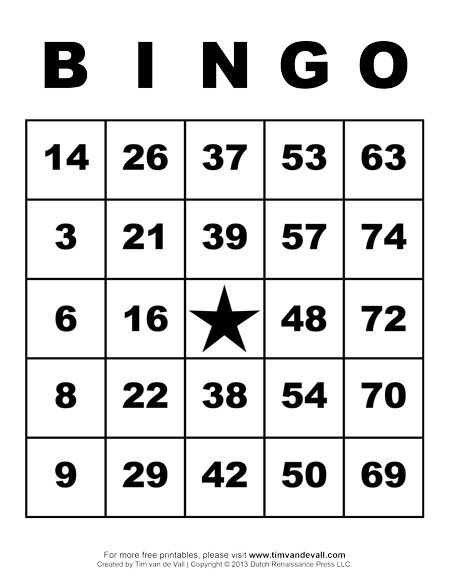 B I N G O
14 26 37 53 63
3 21 39 57 74
6 16 48 72
8 22 38 54 70
9 29 42 50 69
For more free printables, please visit www.timvandevall.com
Created by Tim van de Vall | Copyright © 2013 Dutch Renaissance Press LLC.